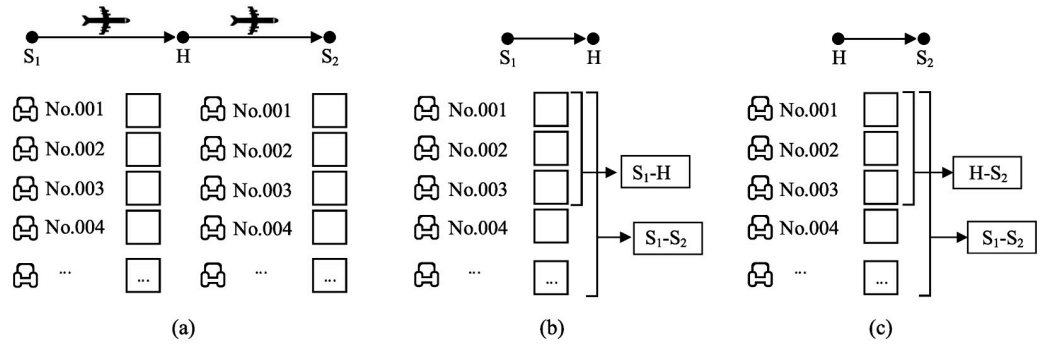 S₁ H S₂
No.001 No.001
No.002 No.002
No.003 No.003
No.004 No.004
... ... ... ...
(a)
S₁ H
No.001
No.002
No.003
No.004
... ...
S₁-H
S₁-S₂
(b)
H S₂
No.001
No.002
No.003
No.004
... ...
H-S₂
S₁-S₂
(c)